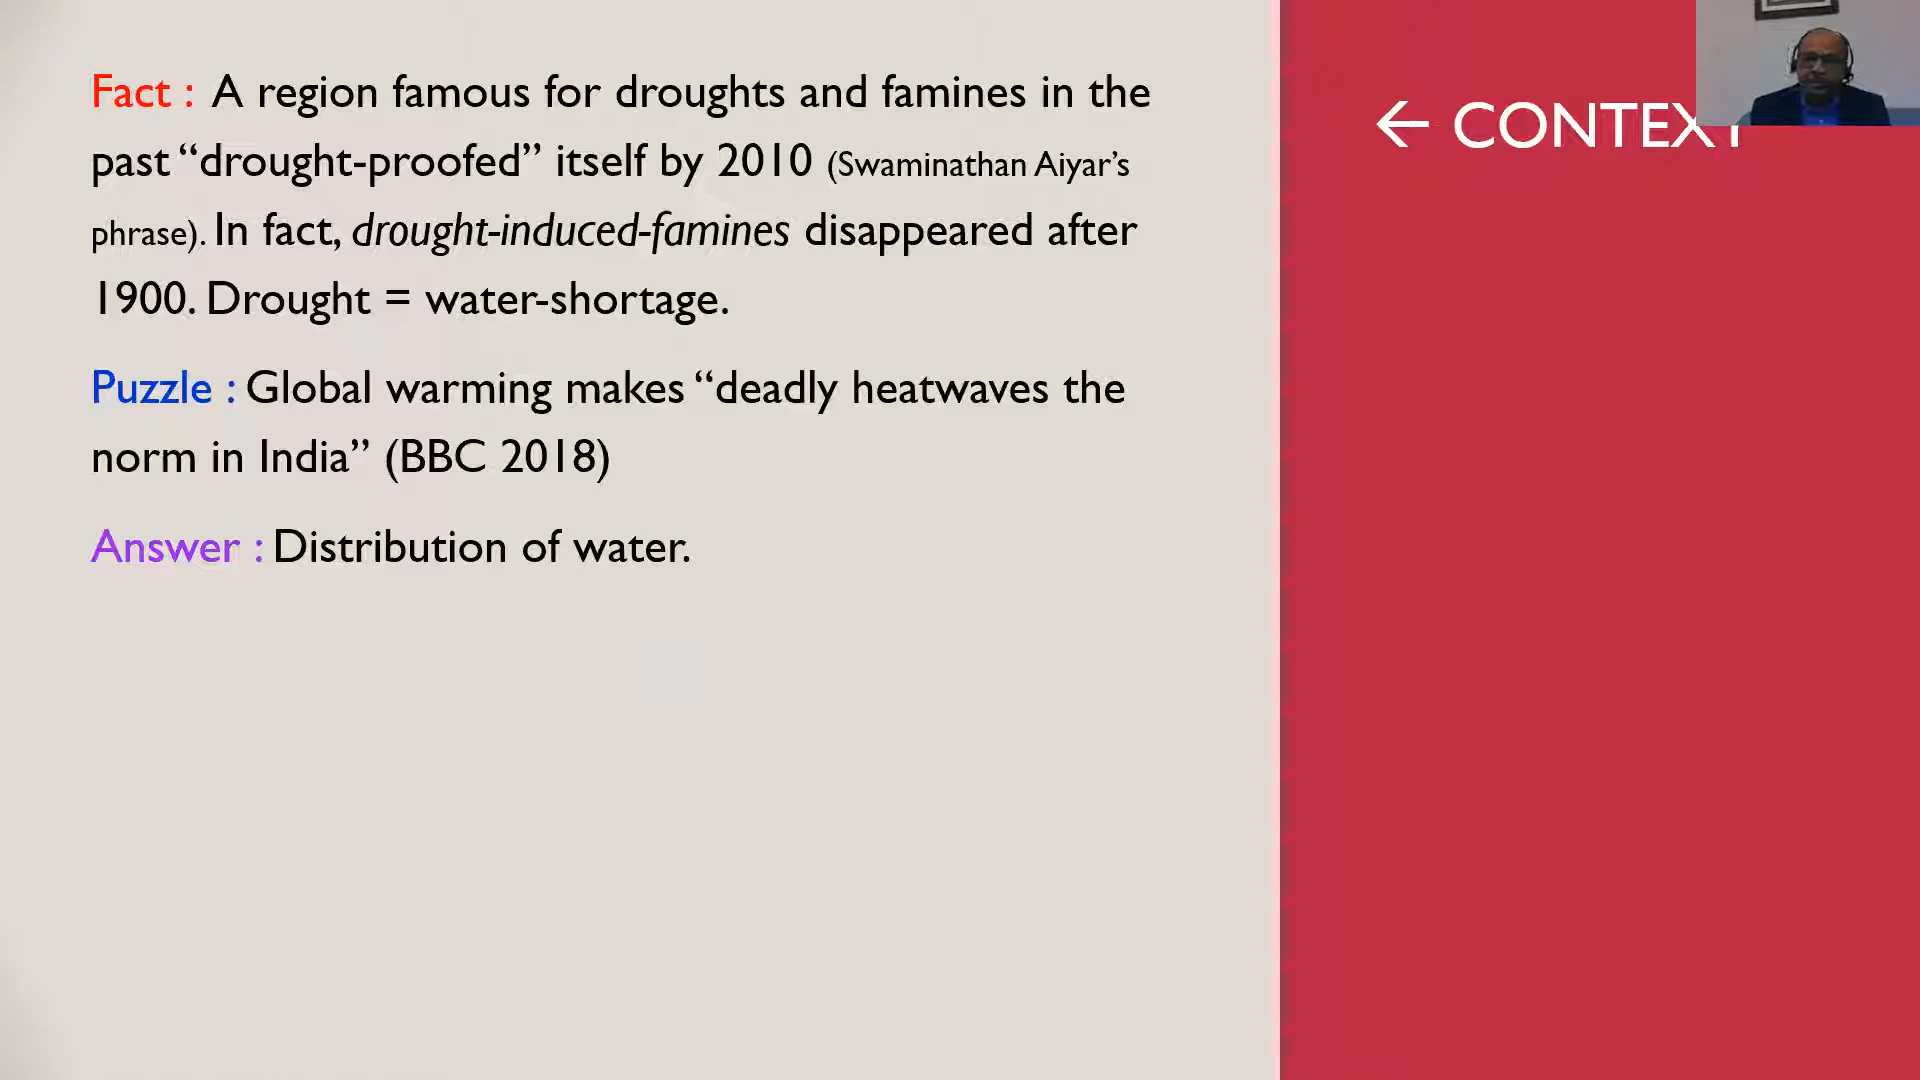 Fact : A region famous for droughts and famines in the
past “drought-proofed” itself by 2010 (Swaminathan Aiyar’s
phrase). In fact, drought-induced-famines disappeared after
1900. Drought = water-shortage.
Puzzle : Global warming makes “deadly heatwaves the
norm in India” (BBC 2018)
Answer : Distribution of water.
← CONTEXT